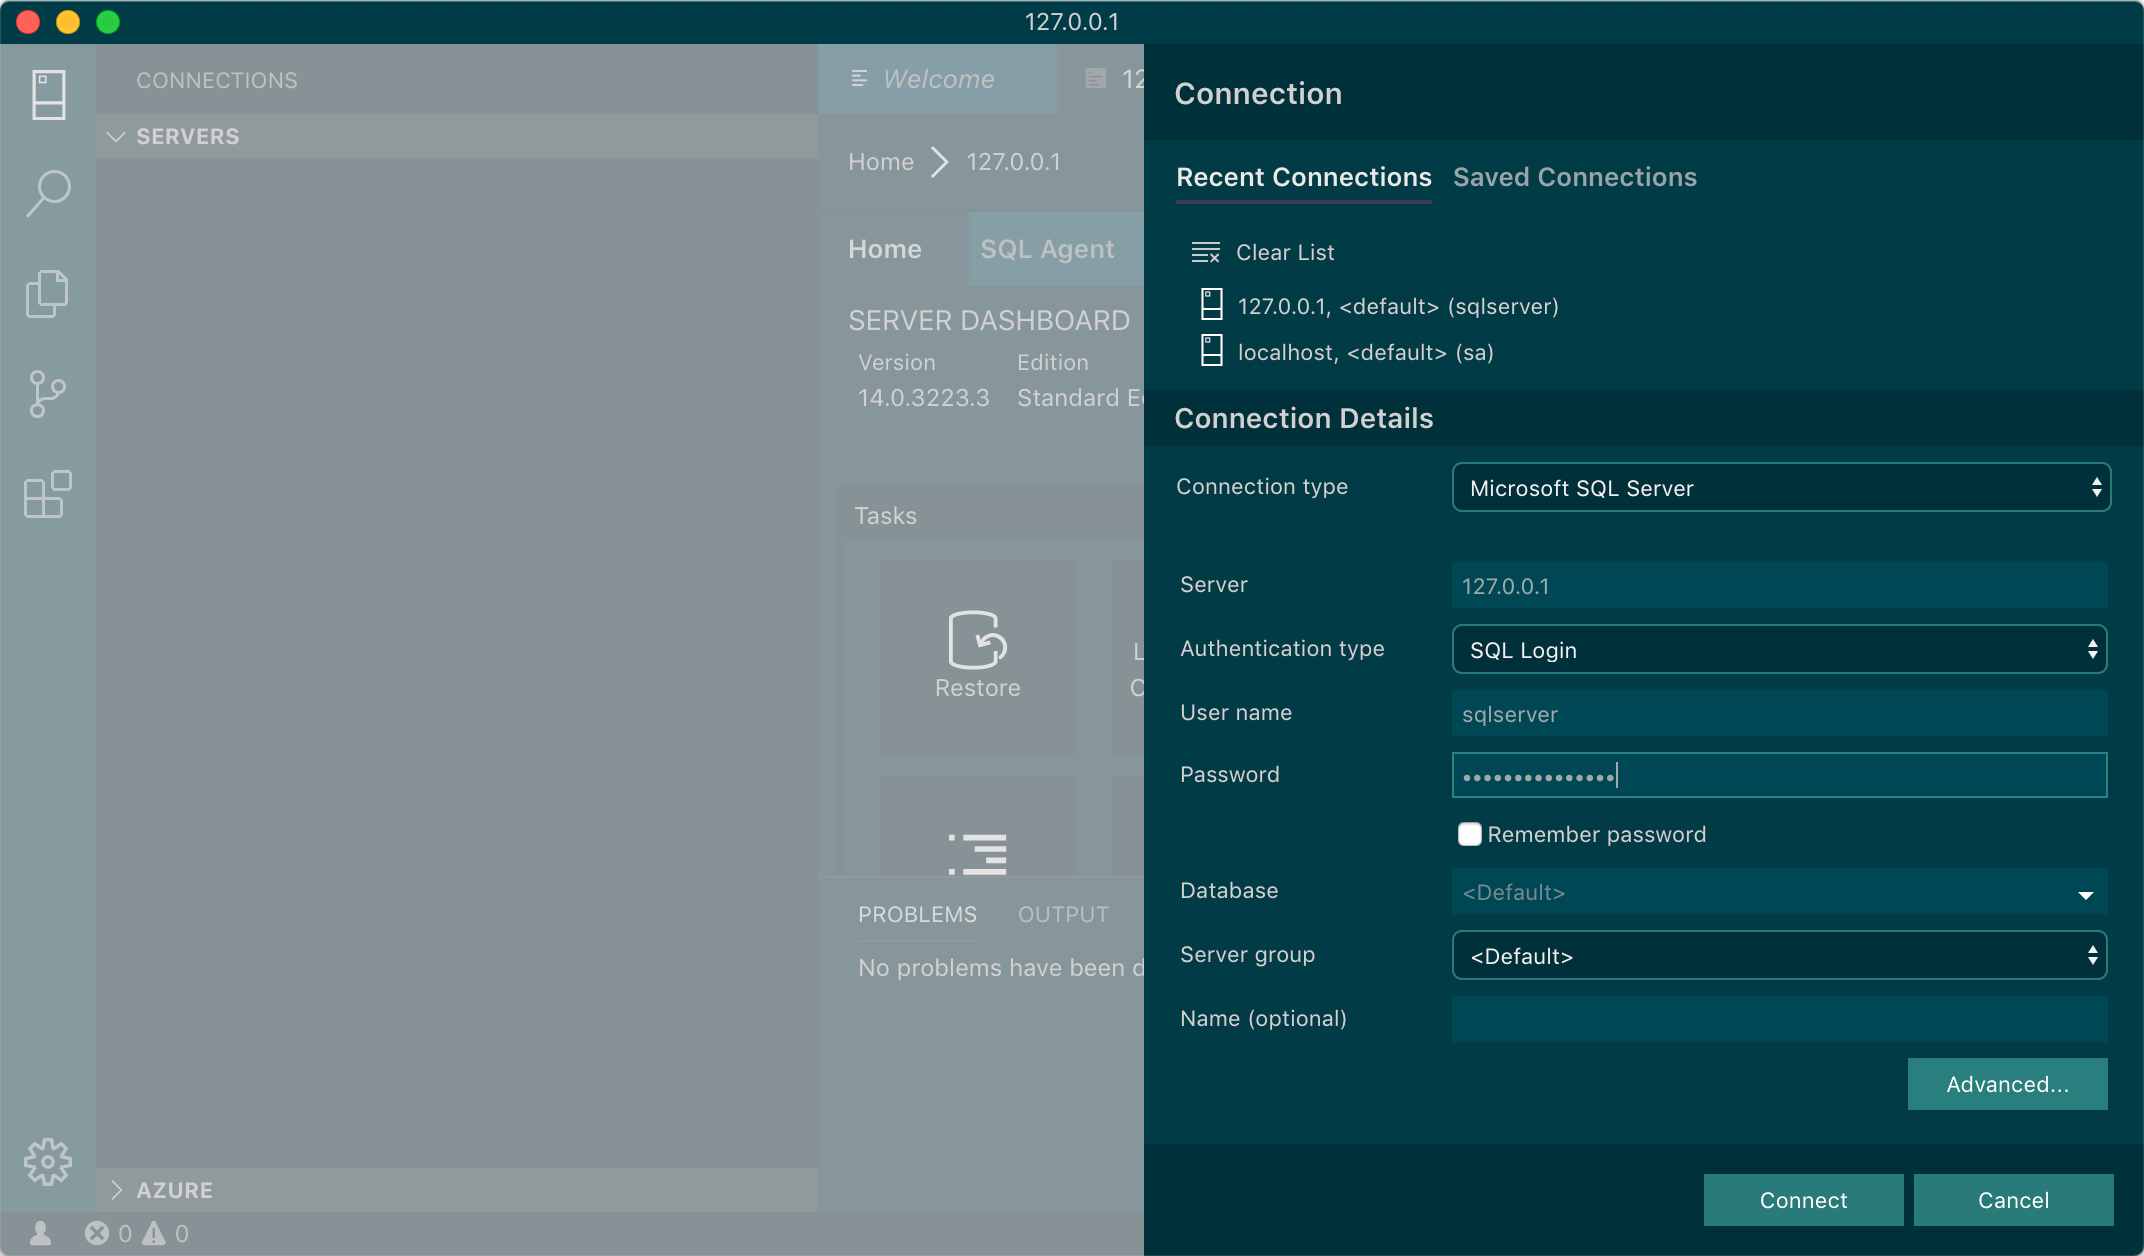 127.0.0.1
CONNECTIONS
SERVERS
AZURE
0 0
Welcome
Home 127.0.0.1
Home SQL Agent
SERVER DASHBOARD
Version Edition
14.0.3223.3 Standard
Tasks
Restore
PROBLEMS OUTPUT
No problems have been
Connection
Recent Connections Saved Connections
Clear List
127.0.0.1, <default> (sqlserver)
localhost, <default> (sa)
Connection Details
Connection type Microsoft SQL Server
Server 127.0.0.1
Authentication type SQL Login
User name sqlserver
Password •••••••••••••••
Remember password
Database <Default>
Server group <Default>
Name (optional)
Advanced...
Connect Cancel